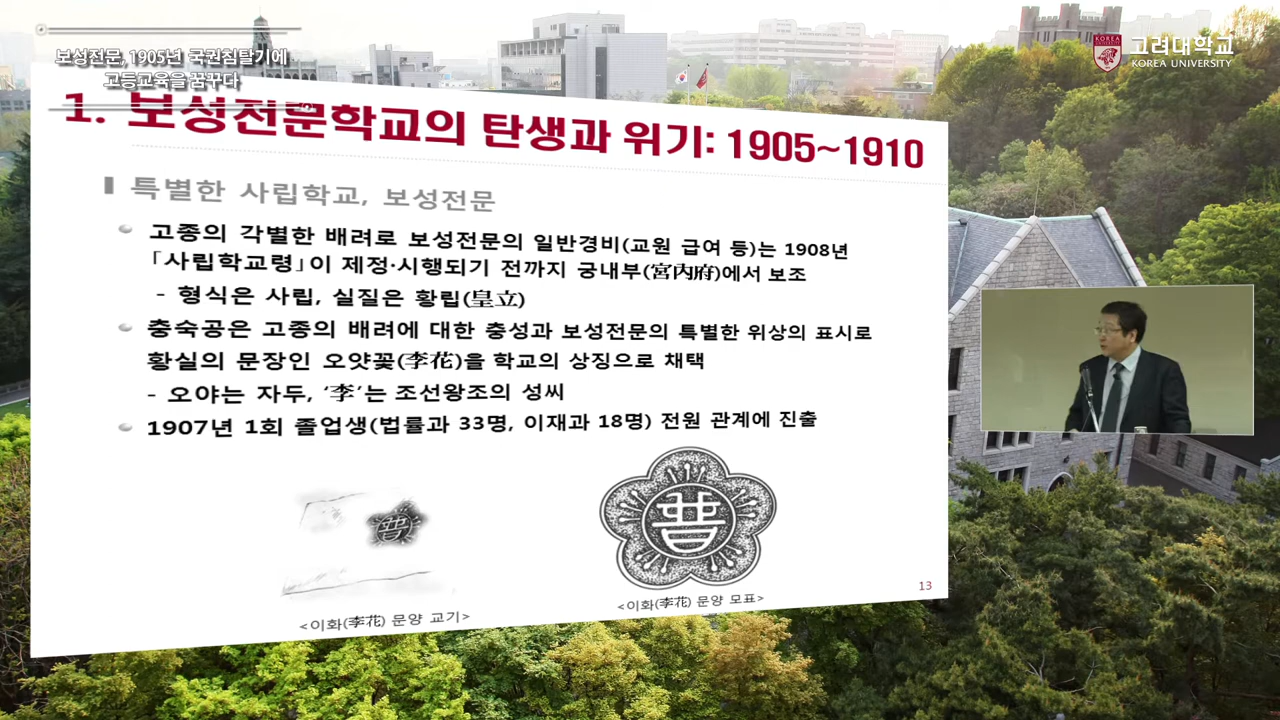 보성전문, 1905년 국권침탈기에
고등교육을 꿈꾸다
고려대학교
KOREA UNIVERSITY
1. 보성전문학교의 탄생과 위기: 1905~1910
특별한 사립학교, 보성전문
고종의 각별한 배려로 보성전문의 일반경비(교원 급여 등)는 1908년
「사립학교령」이 제정·시행되기 전까지 궁내부(宮內府)에서 보조
- 형식은 사립, 실질은 황립(皇立)
충숙공은 고종의 배려에 대한 충성과 보성전문의 특별한 위상의 표시로
황실의 문장인 오얏꽃(李花)을 학교의 상징으로 채택
- 오야는 자두, ‘李’는 조선왕조의 성씨
1907년 1회 졸업생(법률과 33명, 이재과 18명) 전원 관계에 진출
普
普
<이화(李花) 문양 교기>
<이화(李花) 문양 모표>
13